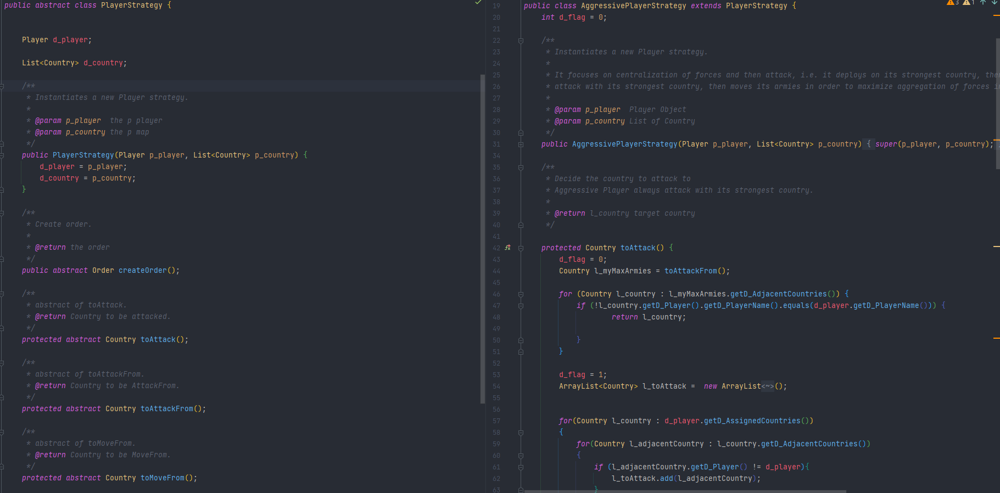 public abstract class PlayerStrategy {
Player d_player;
List<Country> d_country;
/**
* Instantiates a new Player strategy.
*
* @param p_player  the p player
* @param p_country the p map
*/
public PlayerStrategy(Player p_player, List<Country> p_country) {
d_player = p_player;
d_country = p_country;
}
/**
* Create order.
*
* @return the order
*/
public abstract Order createOrder();
/**
* abstract of toAttack.
* @return Country to be attacked.
*/
protected abstract Country toAttack();
/**
* abstract of toAttackFrom.
* @return Country to be AttackFrom.
*/
protected abstract Country toAttackFrom();
/**
* abstract of toMoveFrom.
* @return Country to be MoveFrom.
*/
protected abstract Country toMoveFrom();
3 1
19 public class AggressivePlayerStrategy extends PlayerStrategy {
20 int d_flag = 0;
21
22 /**
23 * Instantiates a new Player strategy.
24 *
25 * It focuses on centralization of forces and then attack, i.e. it deploys on its strongest country,
26 * attack with its strongest country, then moves its armies in order to maximize aggregation of forces
27 *
28 * @param p_player  Player Object
29 * @param p_country List of Country
30 */
31 public AggressivePlayerStrategy(Player p_player, List<Country> p_country) { super(p_player, p_country);
34
35 /**
36 * Decide the country to attack to
37 * Aggressive Player always attack with its strongest country.
38 *
39 * @return l_country target country
40 */
41
42 protected Country toAttack() {
43 d_flag = 0;
44 Country l_myMaxArmies = toAttackFrom();
45
46 for (Country l_country : l_myMaxArmies.getD_AdjacentCountries()) {
47 if (!l_country.getD_Player().getD_PlayerName().equals(d_player.getD_PlayerName())) {
48 return l_country;
49
50 }
51 }
52
53 d_flag = 1;
54 ArrayList<Country> l_toAttack =  new ArrayList<~>();
55
56
57 for(Country l_country : d_player.getD_AssignedCountries())
58 {
59 for(Country l_adjacentCountry : l_country.getD_AdjacentCountries())
60 {
61 if (l_adjacentCountry.getD_Player() != d_player){
62 l_toAttack.add(l_adjacentCountry);
63 }